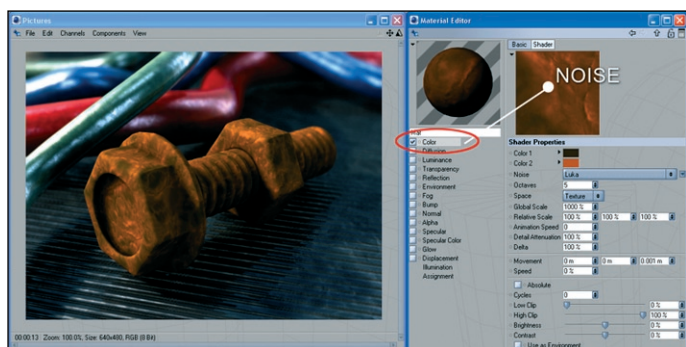 Pictures
File Edit Channels Components View
00:00:13 Zoom: 100.0%, Size: 640x480, RGB (8 Bit)
Material Editor
Mat
Color
Diffusion
Luminance
Transparency
Reflection
Environment
Fog
Bump
Normal
Alpha
Specular
Specular Color
Glow
Displacement
Illumination
Assignment
Basic Shader
NOISE
Shader Properties
Color 1
Color 2
Noise Luka
Octaves 5
Space Texture
Global Scale 1000 %
Relative Scale 100 % 100 % 100 %
Animation Speed 0
Detail Attenuation 100 %
Delta 100 %
Movement 0 m 0 m 0.001 m
Speed 0 %
Absolute
Cycles 0
Low Clip 0 %
High Clip 100 %
Brightness 0 %
Contrast 0 %
Use as Environ